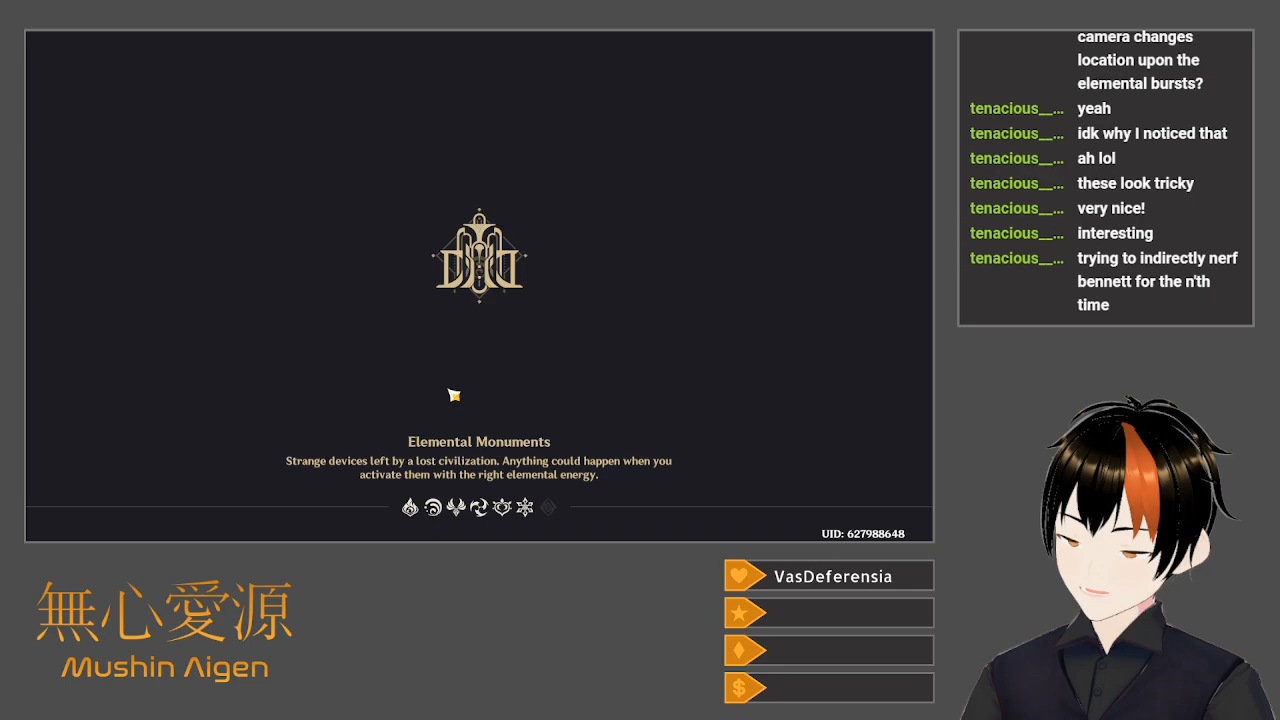 camera changes
location upon the
elemental bursts?
tenacious__... yeah
tenacious__... idk why I noticed that
tenacious__... ah lol
tenacious__... these look tricky
tenacious__... very nice!
tenacious__... interesting
tenacious__... trying to indirectly nerf
bennett for the n'th
time
Elemental Monuments
Strange devices left by a lost civilization. Anything could happen when you
activate them with the right elemental energy.
UID: 627988648
VasDeferensia
$
無心愛源
Mushin Aigen